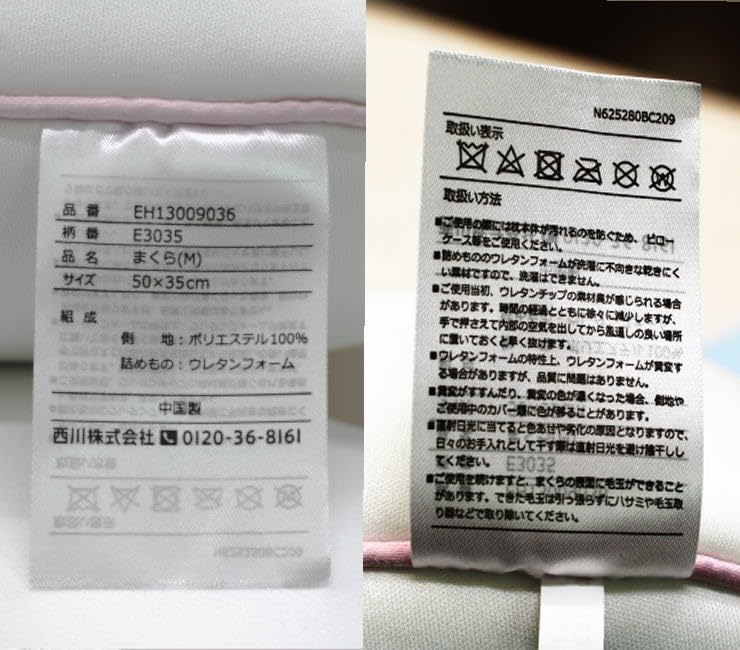 品番 EH13009036
柄番 E3035
品名 まくら(M)
サイズ 50×35cm
組成
側 地:ポリエステル100%
詰めもの:ウレタンフォーム
中国製
西川株式会社 0120-36-8161
N625280BC209
取扱い表示
取扱い方法
■ご使用の際には枕本体が汚れるのを防ぐため、ピロー
ケース等をご使用ください。
■詰めもののウレタンフォームが洗濯に不向きな乾きにく
い素材ですので、洗濯はできません。
■ご使用当初、ウレタンチップの素材臭が感じられる場合
があります。時間の経過とともに徐々に減少しますが、
手で押さえて内部の空気を出してから風通しの良い場所
に置いておくと早く抜けます。
■ウレタンフォームの特性上、ウレタンフォームが黄変す
る場合がありますが、品質に問題はありません。
■黄変がすすんだり、黄変の色が濃くなった場合、側地や
ご使用中のカバー類に色が移ることがあります。
■直射日光に当てると色あせや劣化の原因となりますので、
日々のお手入れとして干す際は直射日光を避け陰干しし
てください。
■ご使用を続けますと、まくらの表面に毛玉ができること
があります。できた毛玉は引っ張らずにハサミや毛玉取
り器などで取り除いてください。